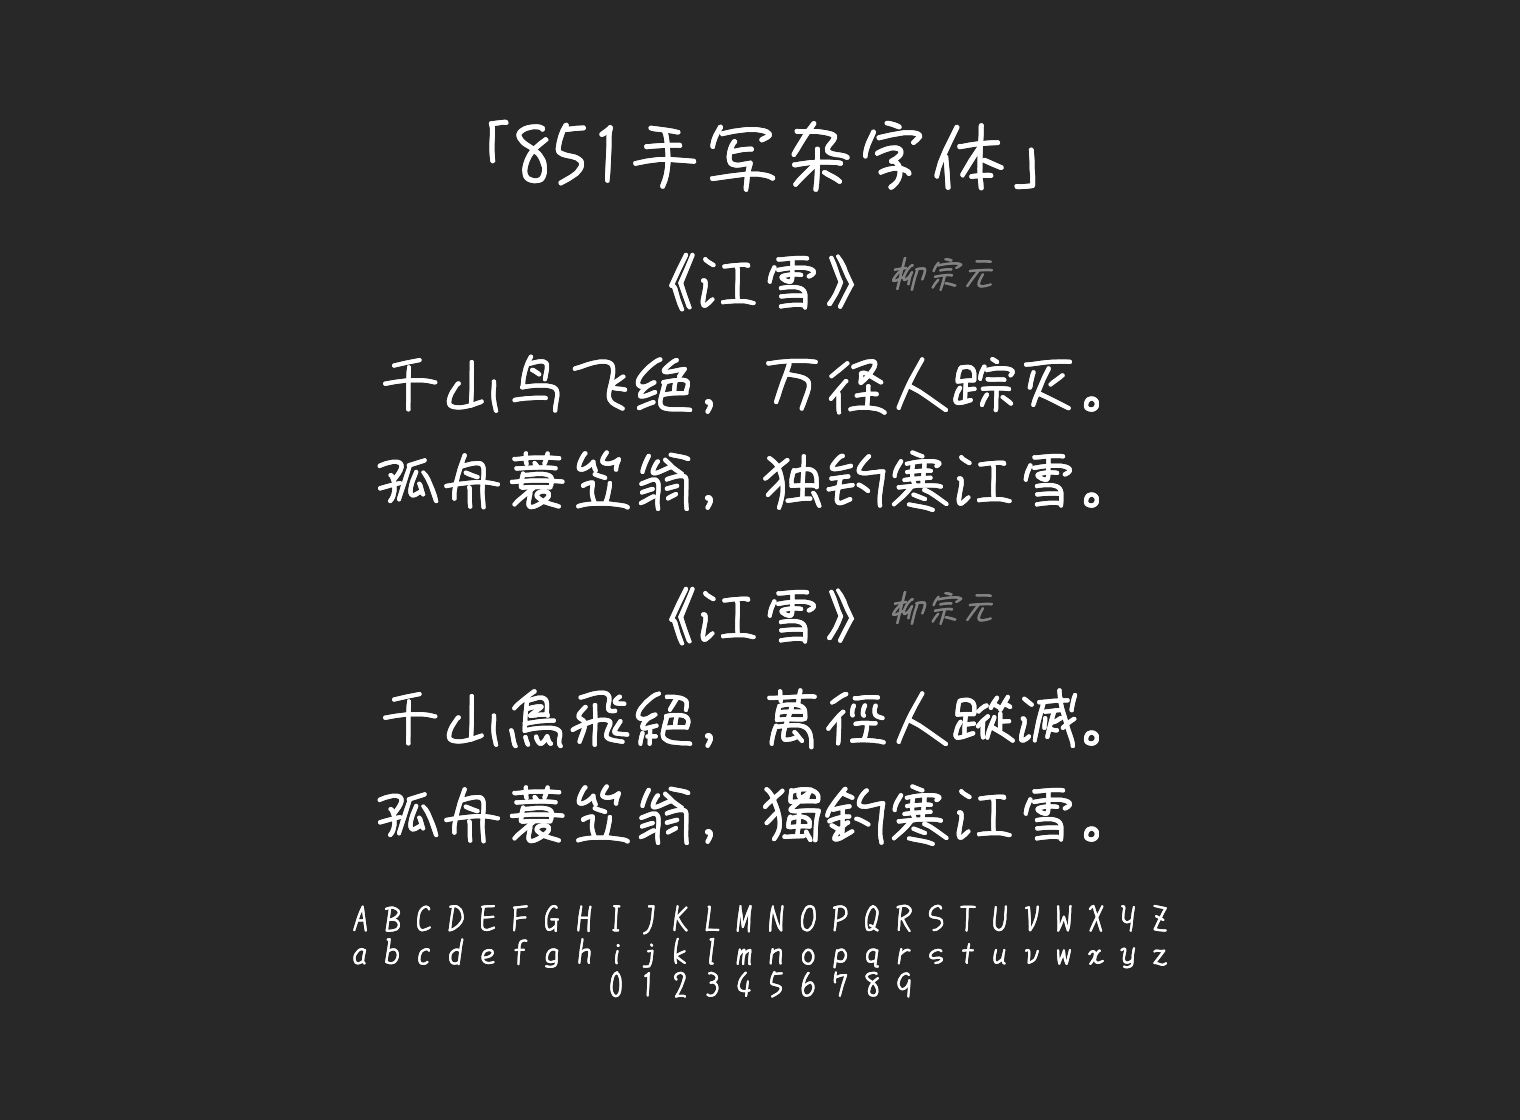 「851手写杂字体」
《江雪》 柳宗元
千山鸟飞绝，万径人踪灭。
孤舟蓑笠翁，独钓寒江雪。
《江雪》 柳宗元
千山鳥飛絕，萬徑人蹤滅。
孤舟蓑笠翁，獨釣寒江雪。
A B C D E F G H I J K L M N O P Q R S T U V W X Y Z
a b c d e f g h i j k l m n o p q r s t u v w x y z
0 1 2 3 4 5 6 7 8 9